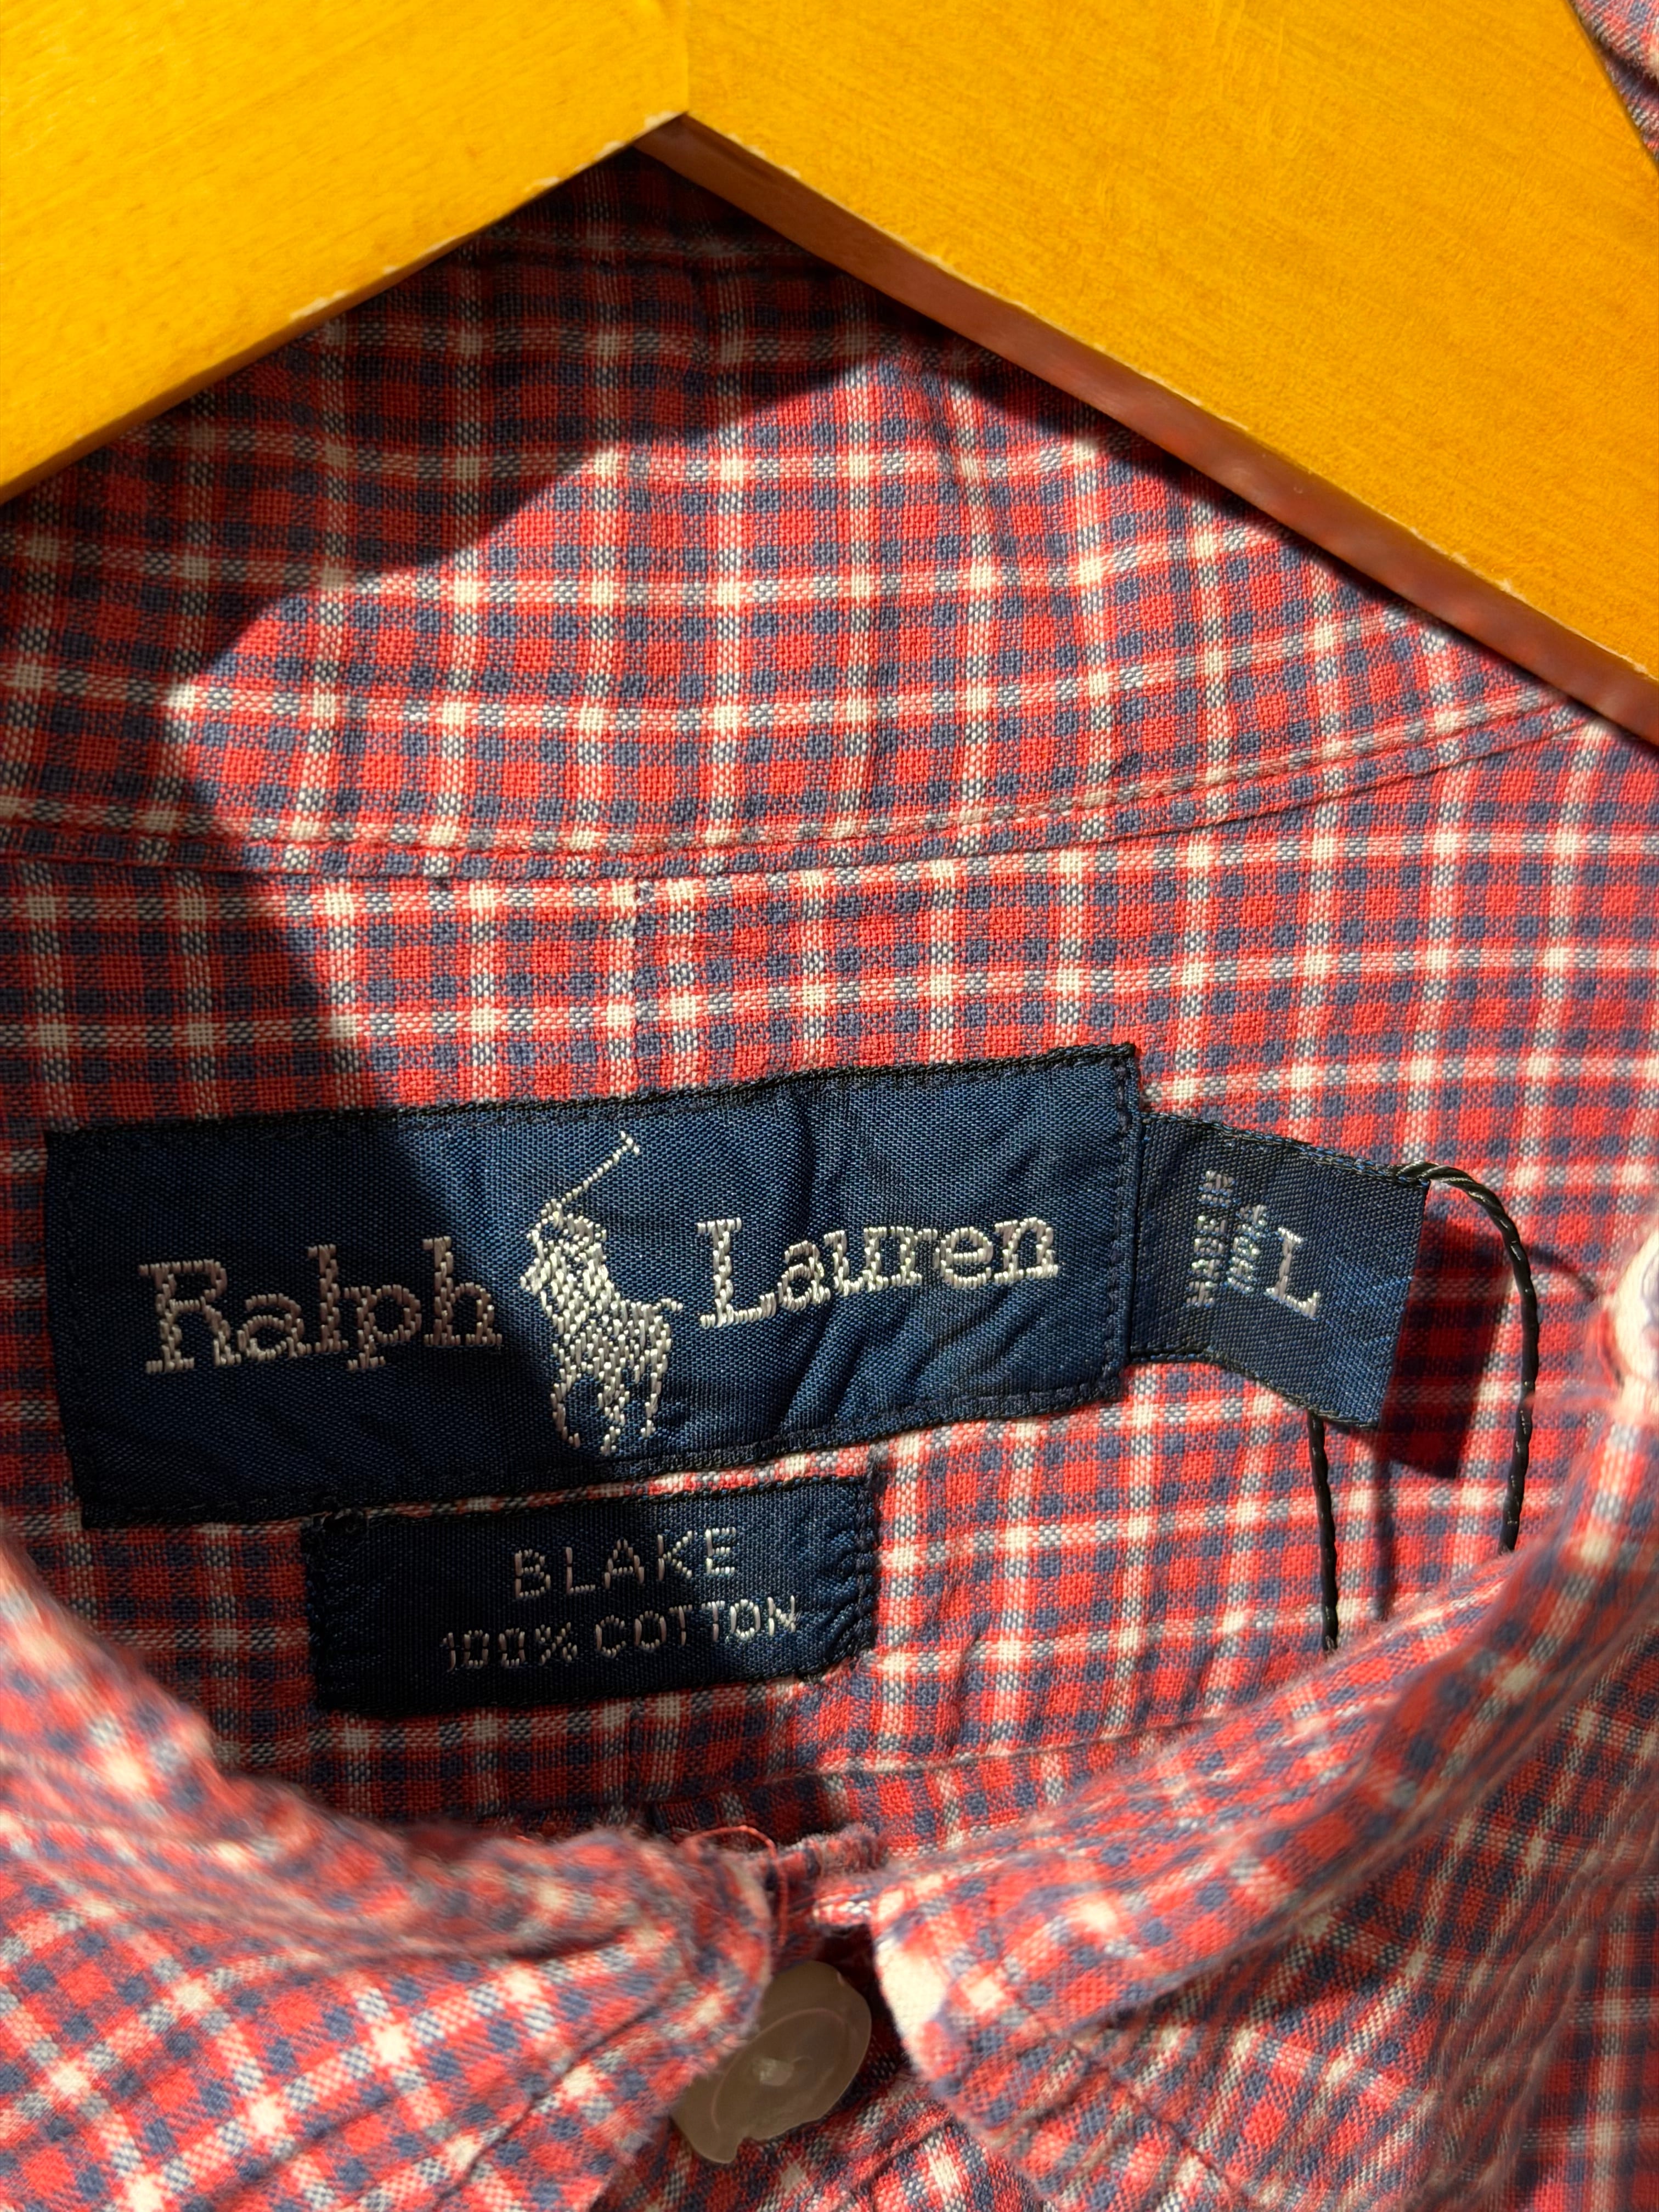 Ralph Lauren
L
MADE IN
BLAKE
100% COTTON